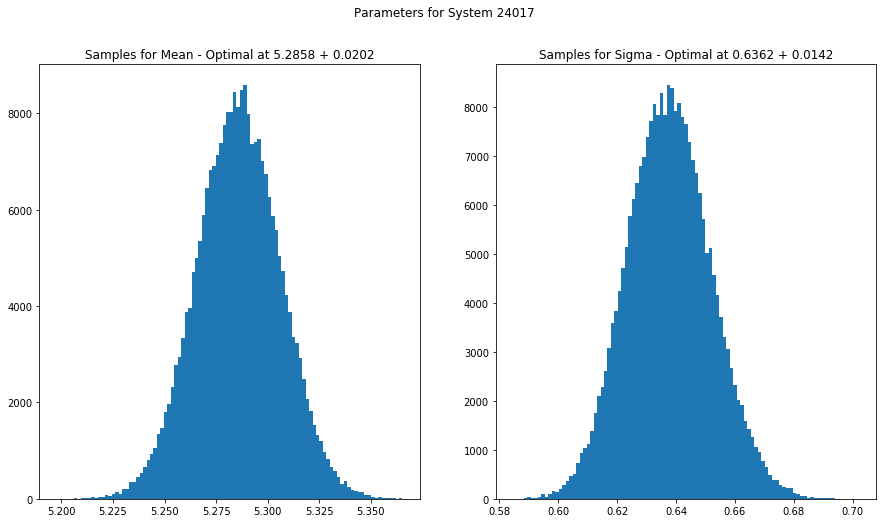 Parameters for System 24017
Samples for Mean - Optimal at 5.2858 + 0.0202
Samples for Sigma - Optimal at 0.6362 + 0.0142
8000
6000
4000
2000
0
5.200 5.225 5.250 5.275 5.300 5.325 5.350
8000
7000
6000
5000
4000
3000
2000
1000
0
0.58 0.60 0.62 0.64 0.66 0.68 0.70